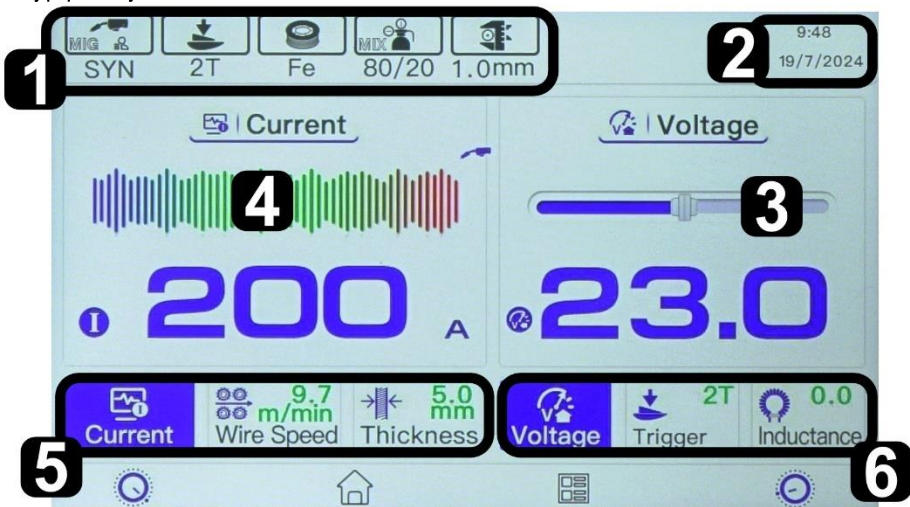 MIG MIX 9:48
SYN 2T Fe 80/20 1.0mm 19/7/2024
1 2
Current Voltage
4 3
200 A 23.0
9.7 5.0 2T 0.0
m/min mm
Current Wire Speed Thickness Voltage Trigger Inductance
5 6